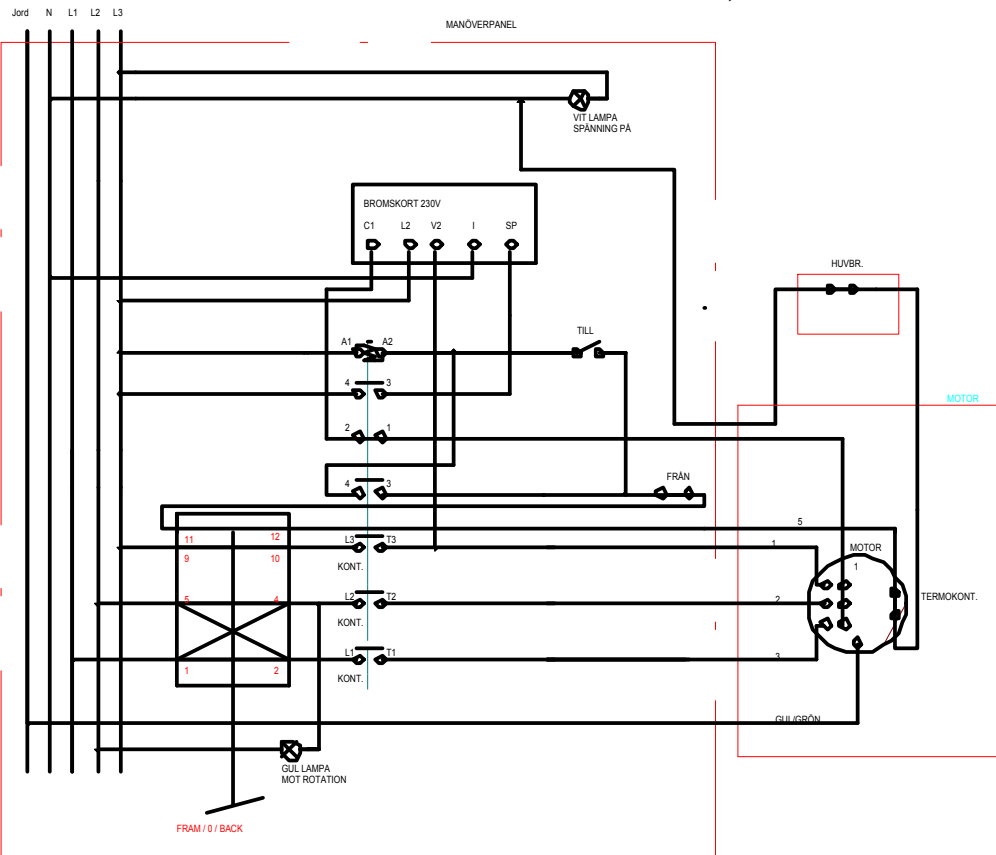 Jord N L1 L2 L3
MANÖVERPANEL
VIT LAMPA
SPÄNNING PÅ
BROMSKORT 230V
C1 L2 V2 I SP
HUVBR.
TILL
A1 A2
4 3
MOTOR
2 1
FRÅN
4 3
5
11 12
L3 T3
1
9 10
KONT.
MOTOR
1
TERMOKONT.
5 4
L2 T2
2
KONT.
L1 T1
3
1 2
KONT.
GUL/GRÖN
GUL LAMPA
MOT ROTATION
FRAM / 0 / BACK